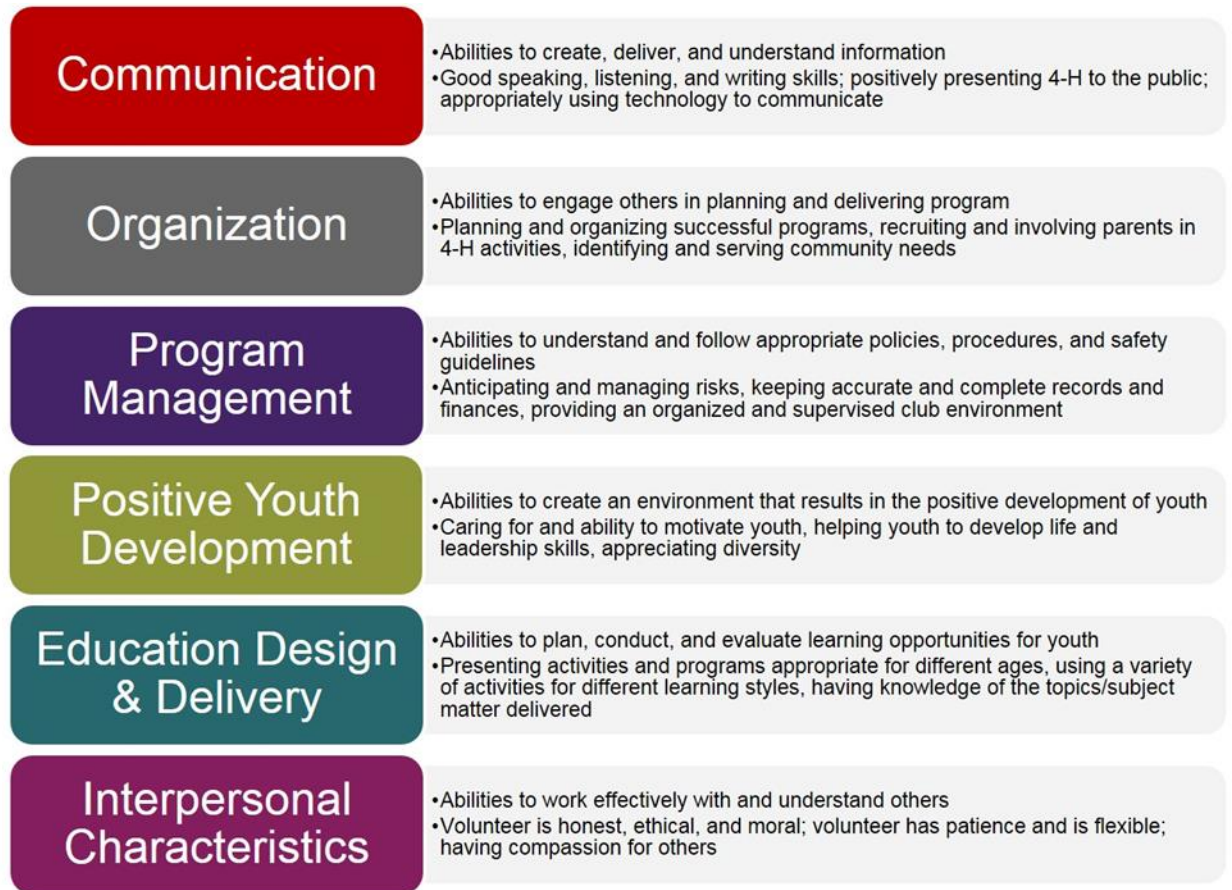 Communication
•Abilities to create, deliver, and understand information
•Good speaking, listening, and writing skills; positively presenting 4-H to the public;
appropriately using technology to communicate
Organization
•Abilities to engage others in planning and delivering program
•Planning and organizing successful programs, recruiting and involving parents in
4-H activities, identifying and serving community needs
Program
Management
•Abilities to understand and follow appropriate policies, procedures, and safety
guidelines
•Anticipating and managing risks, keeping accurate and complete records and
finances, providing an organized and supervised club environment
Positive Youth
Development
•Abilities to create an environment that results in the positive development of youth
•Caring for and ability to motivate youth, helping youth to develop life and
leadership skills, appreciating diversity
Education Design
& Delivery
•Abilities to plan, conduct, and evaluate learning opportunities for youth
•Presenting activities and programs appropriate for different ages, using a variety
of activities for different learning styles, having knowledge of the topics/subject
matter delivered
Interpersonal
Characteristics
•Abilities to work effectively with and understand others
•Volunteer is honest, ethical, and moral; volunteer has patience and is flexible;
having compassion for others